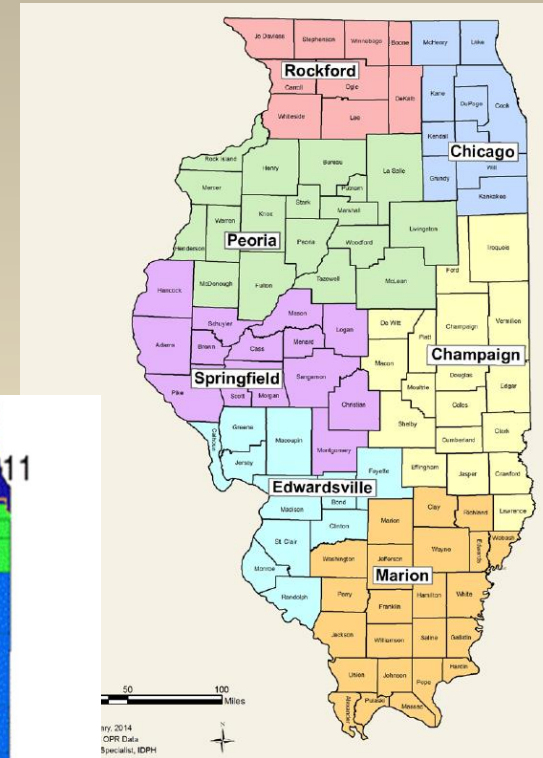 Jo Daviess
Stephenson
Winnebago
Boone
McHenry
Lake
Rockford
Carroll
Ogle
Kane
DeKalb
DuPage
Cook
Whiteside
Lee
Kendall
Chicago
Will
Grundy
Kankakee
Rock Island
Henry
Bureau
La Salle
Mercer
Putnam
Stark
Marshall
Knox
Livingston
Warren
Peoria
Peoria
Woodford
Henderson
Iroquois
Ford
McDonough
Fulton
Tazewell
McLean
Hancock
Mason
Schuyler
Logan
De Witt
Champaign
Vermilion
Adams
Brown
Cass
Menard
Piatt
Macon
Champaign
Springfield
Sangamon
Douglas
Edgar
Pike
Scott
Morgan
Moultrie
Christian
Coles
Shelby
Greene
Macoupin
Montgomery
Cumberland
Clark
Calhoun
Jersey
Fayette
Effingham
Jasper
Crawford
Edwardsville
Bond
Madison
Clay
Richland
Lawrence
Clinton
Marion
St. Clair
Wayne
Edwards
Wabash
Washington
Jefferson
Monroe
Marion
Randolph
Perry
Hamilton
White
Franklin
Jackson
Williamson
Saline
Gallatin
Union
Johnson
Pope
Hardin
Alexander
Pulaski
Massac
11
50
100
Miles
ry, 2014
OPR Data
Specialist, IDPH